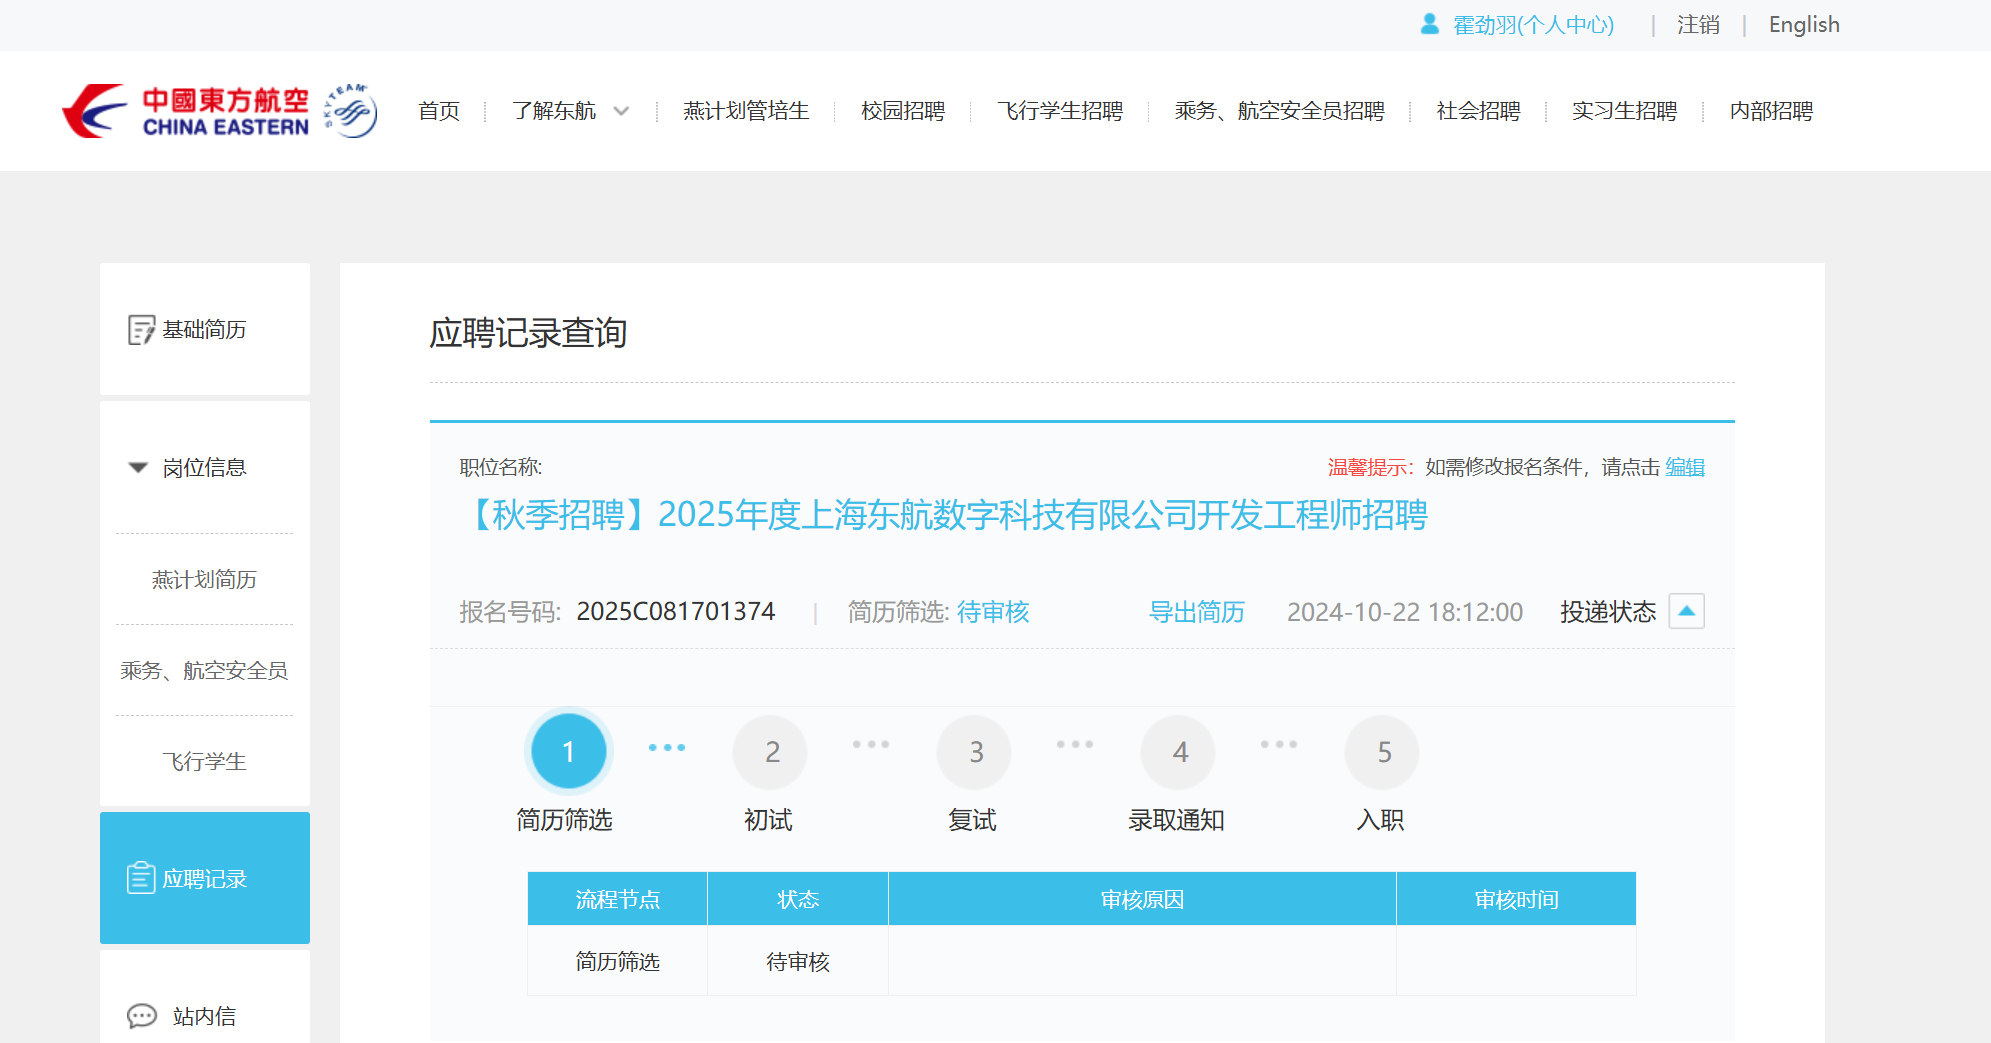 霍劲羽(个人中心) | 注销 | English
中國東方航空
CHINA EASTERN
SKYTEAM
首页 了解东航 燕计划管培生 校园招聘 飞行学生招聘 乘务、航空安全员招聘 社会招聘 实习生招聘 内部招聘
基础简历
岗位信息
燕计划简历
乘务、航空安全员
飞行学生
应聘记录
站内信
应聘记录查询
职位名称:
温馨提示：如需修改报名条件，请点击 编辑
【秋季招聘】2025年度上海东航数字科技有限公司开发工程师招聘
报名号码: 2025C081701374 | 简历筛选: 待审核 导出简历 2024-10-22 18:12:00 投递状态
1 2 3 4 5
简历筛选 初试 复试 录取通知 入职
流程节点 状态 审核原因 审核时间
简历筛选 待审核